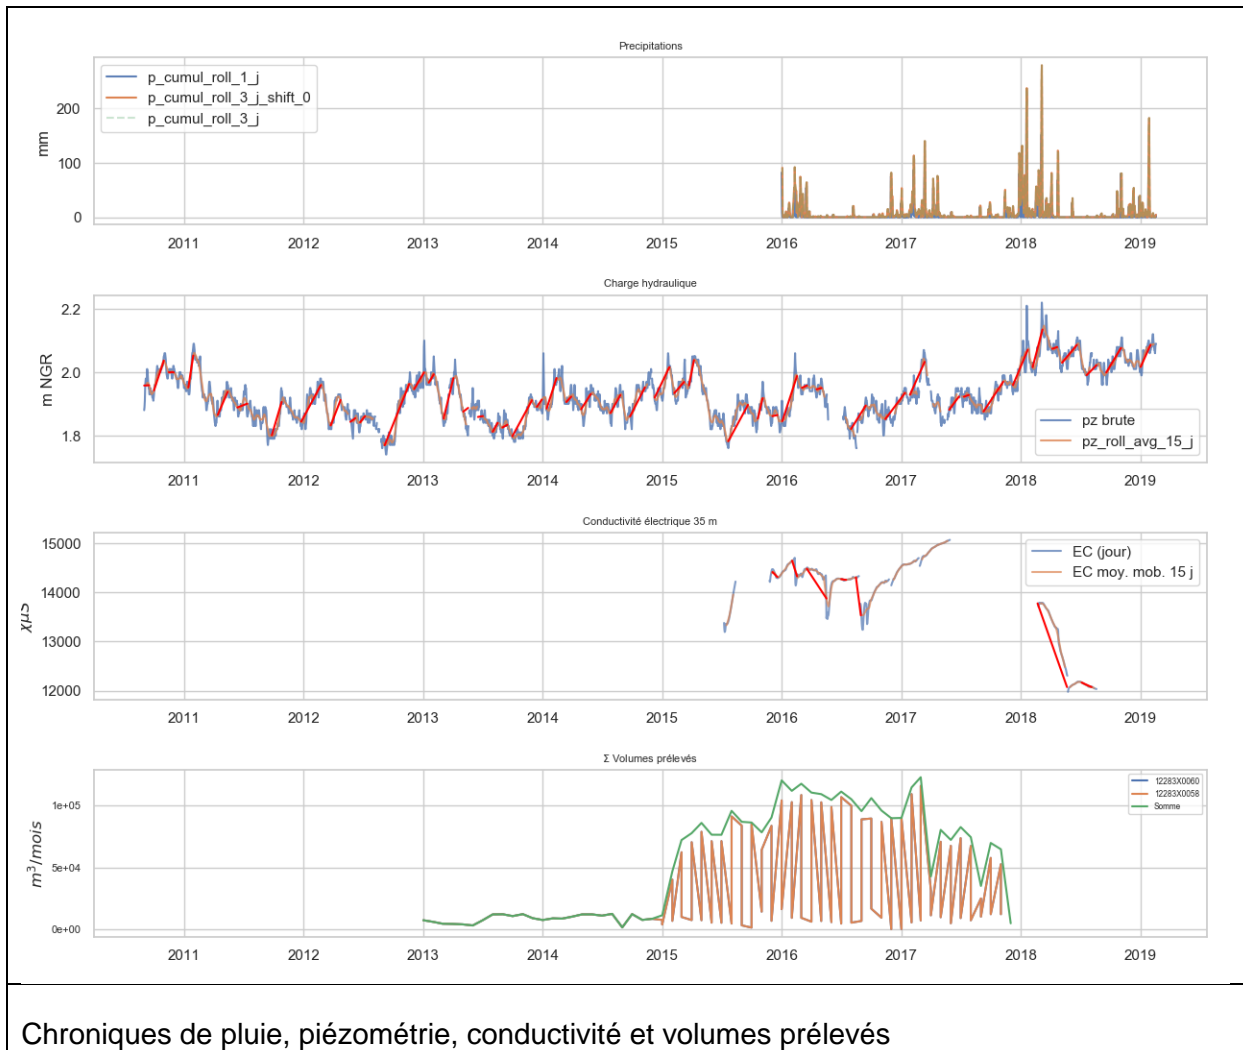 Precipitations
p_cumul_roll_1_j
p_cumul_roll_3_j_shift_0
p_cumul_roll_3_j
mm
200
100
0
2011 2012 2013 2014 2015 2016 2017 2018 2019
Charge hydraulique
m NGR
2.2
2.0
1.8
pz brute
pz_roll_avg_15_j
2011 2012 2013 2014 2015 2016 2017 2018 2019
Conductivité électrique 35 m
χμS
15000
14000
13000
12000
EC (jour)
EC moy. mob. 15 j
2011 2012 2013 2014 2015 2016 2017 2018 2019
Σ Volumes prélevés
m³/mois
1e+05
5e+04
0e+00
12283X0060
12283X0058
Somme
2011 2012 2013 2014 2015 2016 2017 2018 2019
Chroniques de pluie, piézométrie, conductivité et volumes prélevés